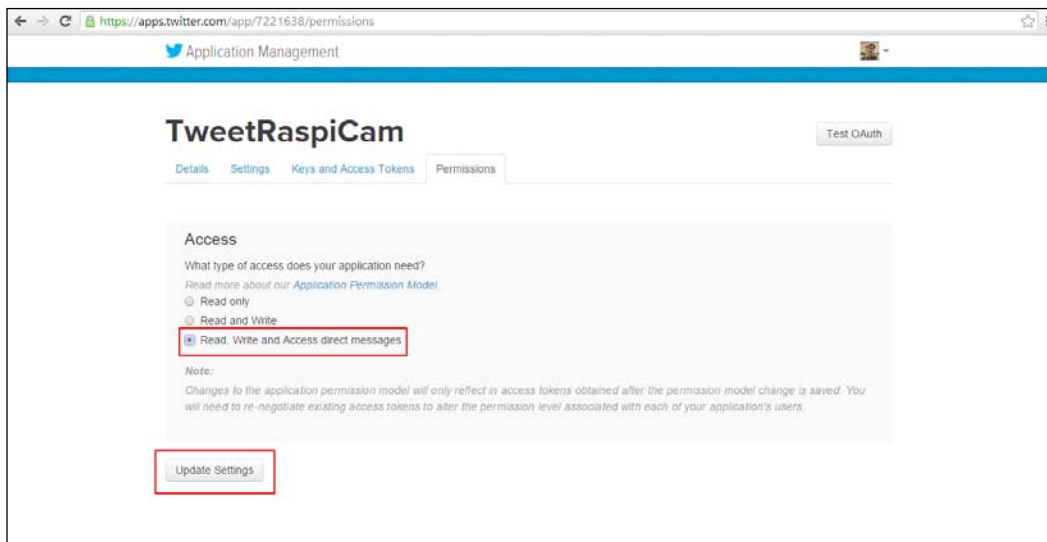 https://apps.twitter.com/app/7221638/permissions
Application Management
TweetRaspiCam
Test OAuth
Details Settings Keys and Access Tokens Permissions
Access
What type of access does your application need?
Read more about our Application Permission Model
Read only
Read and Write
Read, Write and Access direct messages
Note:
Changes to the application permission model will only reflect in access tokens obtained after the permission model change is saved. You
will need to re-negotiate existing access tokens to alter the permission level associated with each of your application's users.
Update Settings